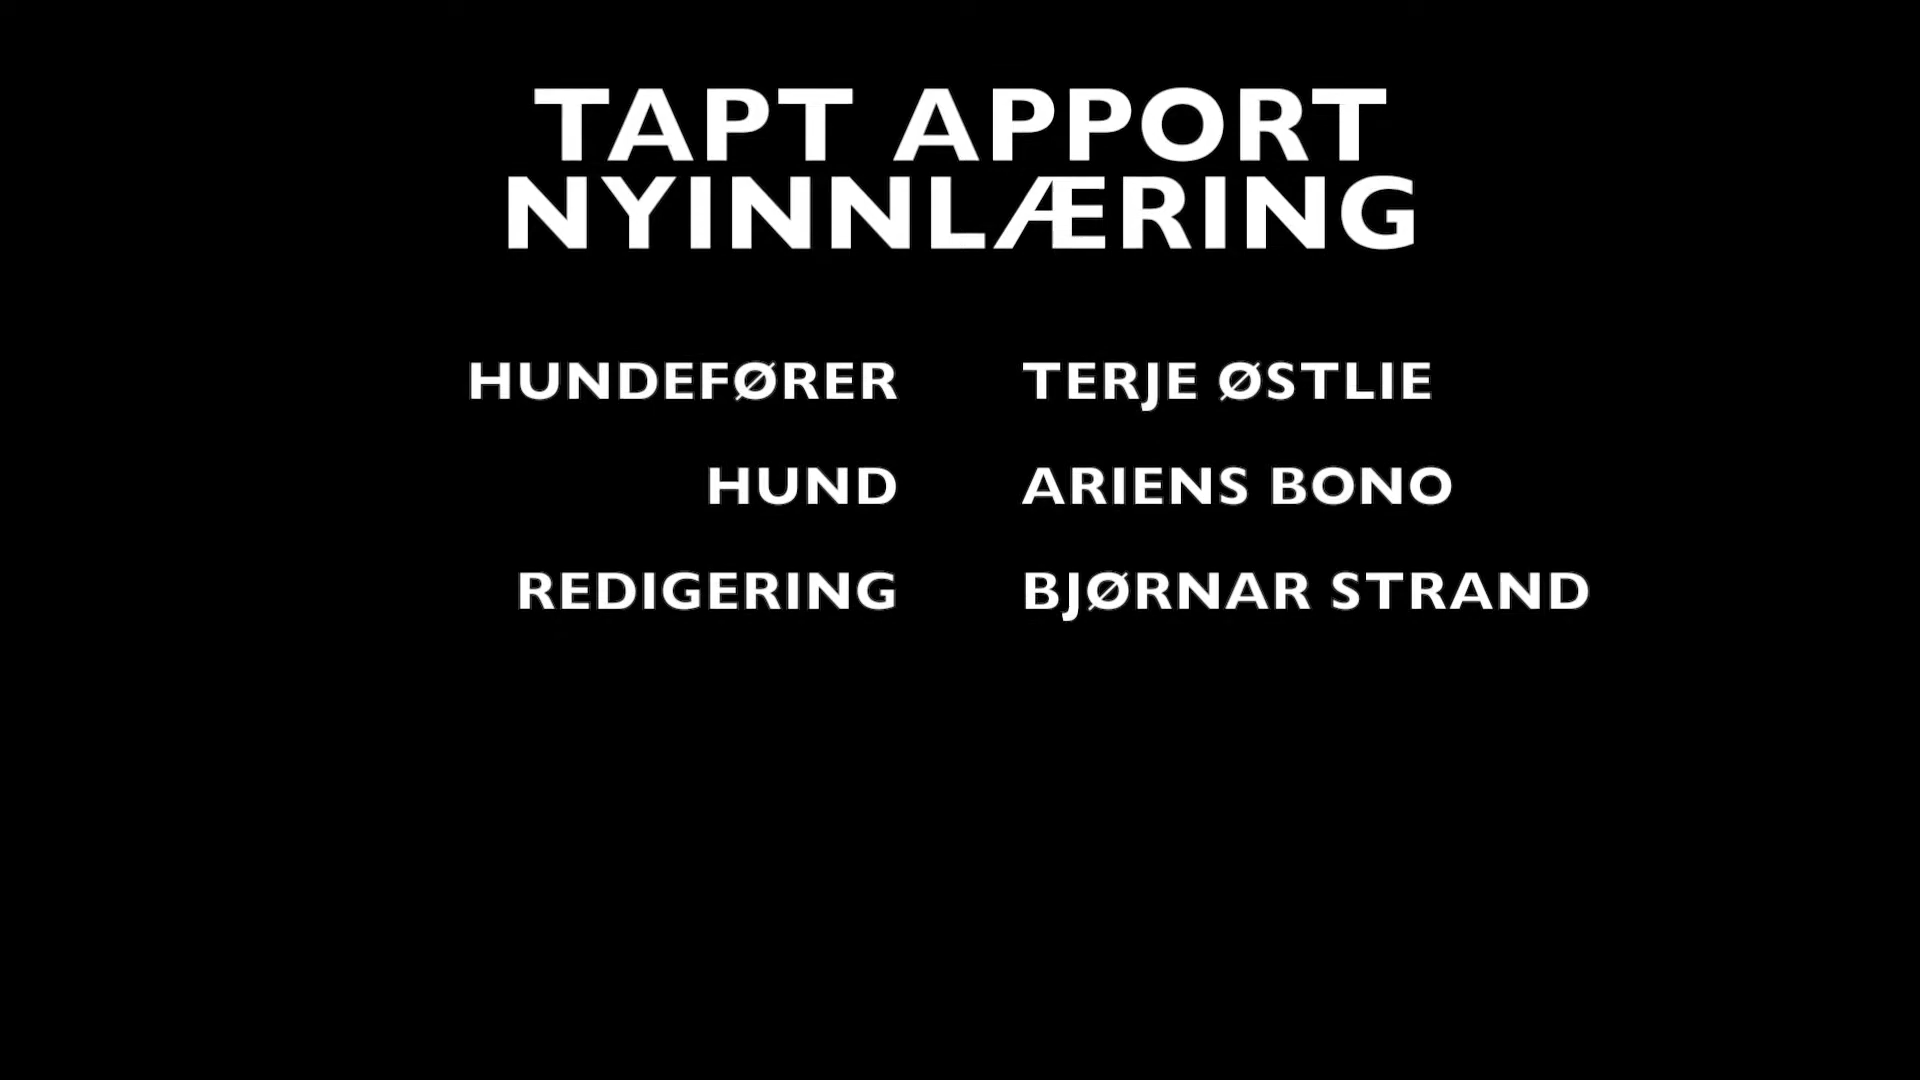 TAPT APPORT
NYINNLÆRING
HUNDEFØRER TERJE ØSTLIE
HUND ARIENS BONO
REDIGERING BJØRNAR STRAND